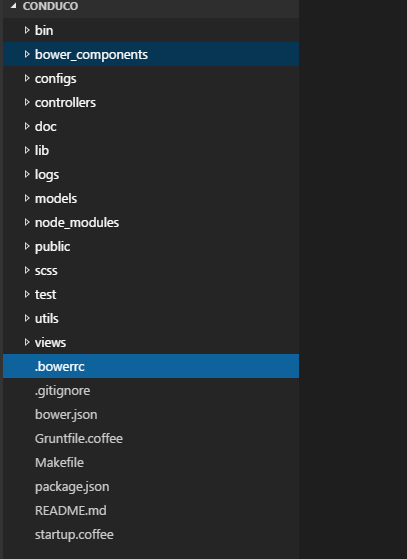 CONDUCO
bin
bower_components
configs
controllers
doc
lib
logs
models
node_modules
public
scss
test
utils
views
.bowerrc
.gitignore
bower.json
Gruntfile.coffee
Makefile
package.json
README.md
startup.coffee